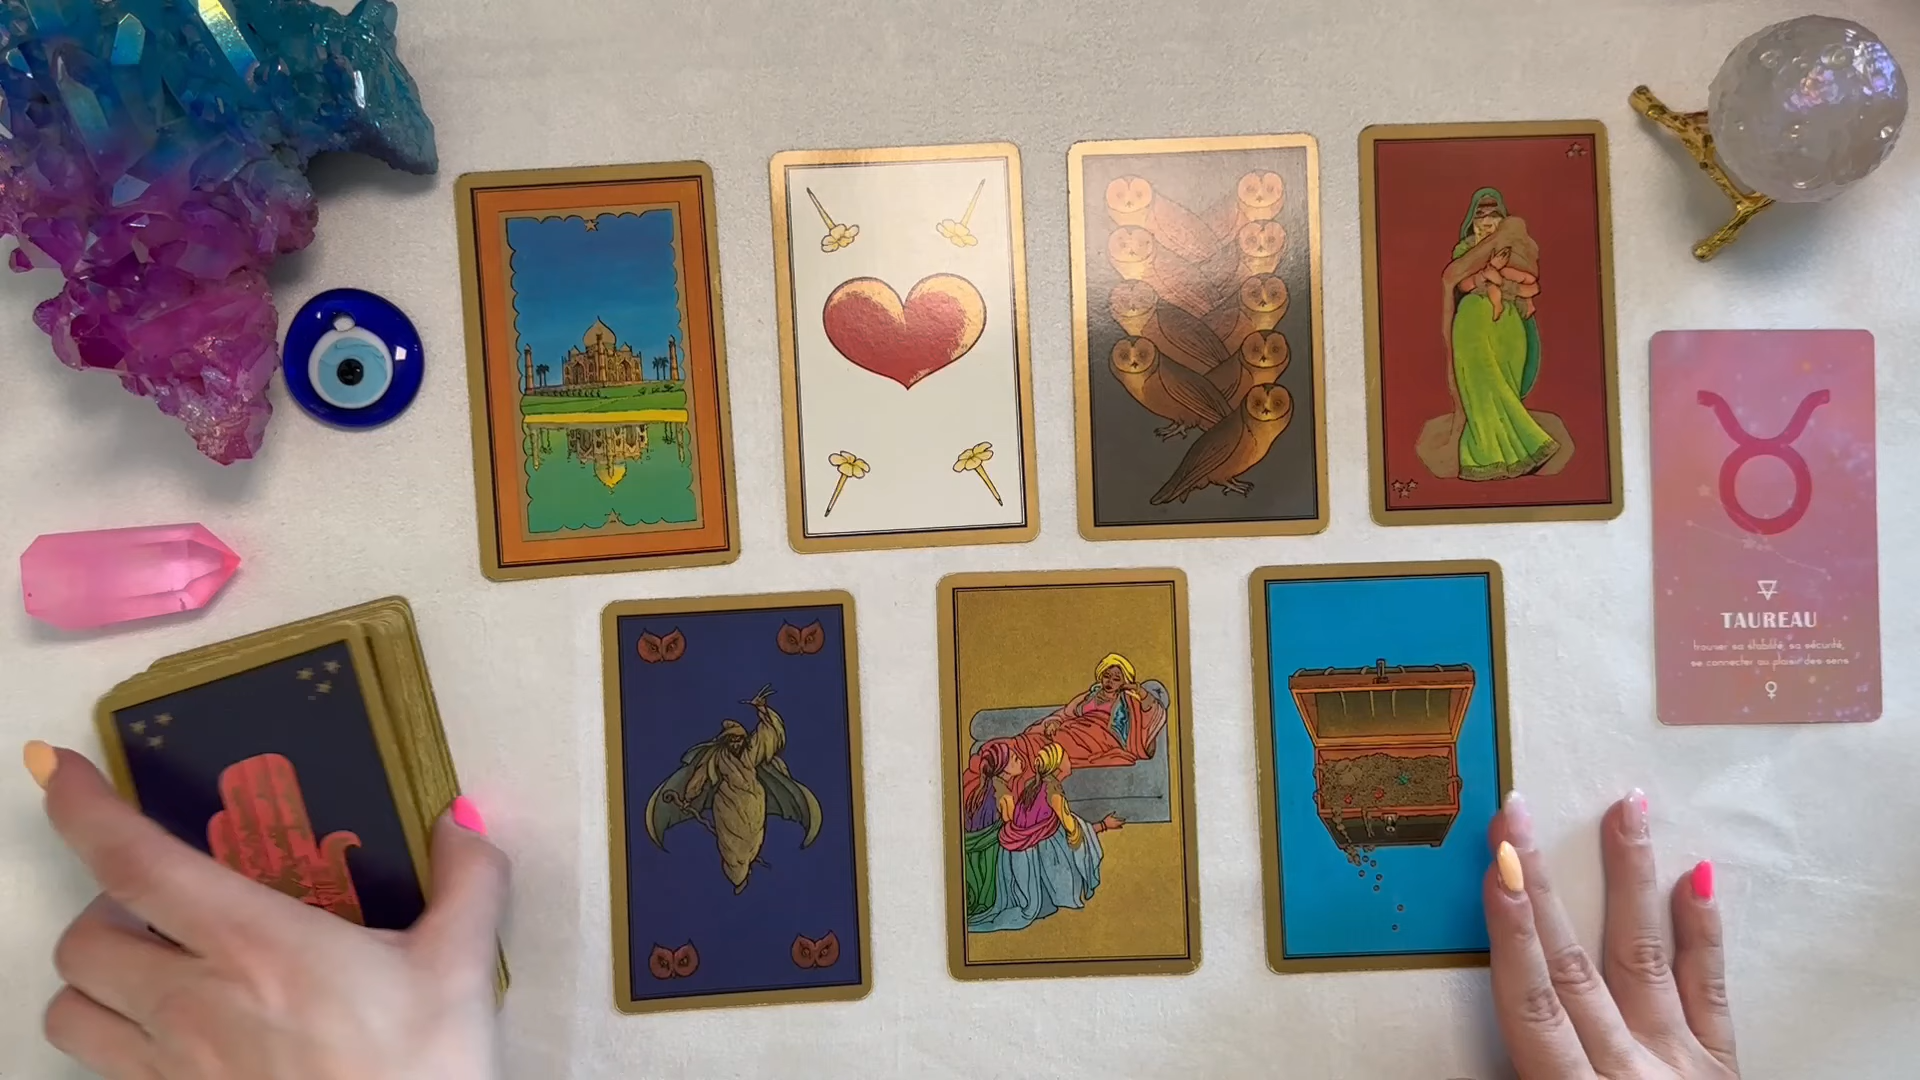 TAUREAU
trouver sa stabilité, sa sécurité,
se connecter au plaisir des sens